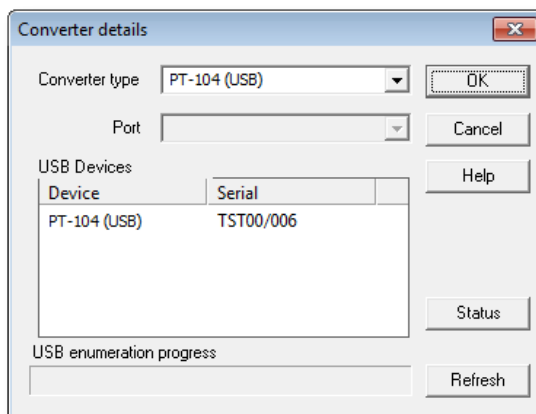 Converter details
Converter type PT-104 (USB) OK
Port Cancel
USB Devices Help
Device Serial
PT-104 (USB) TST00/006
Status
USB enumeration progress
Refresh